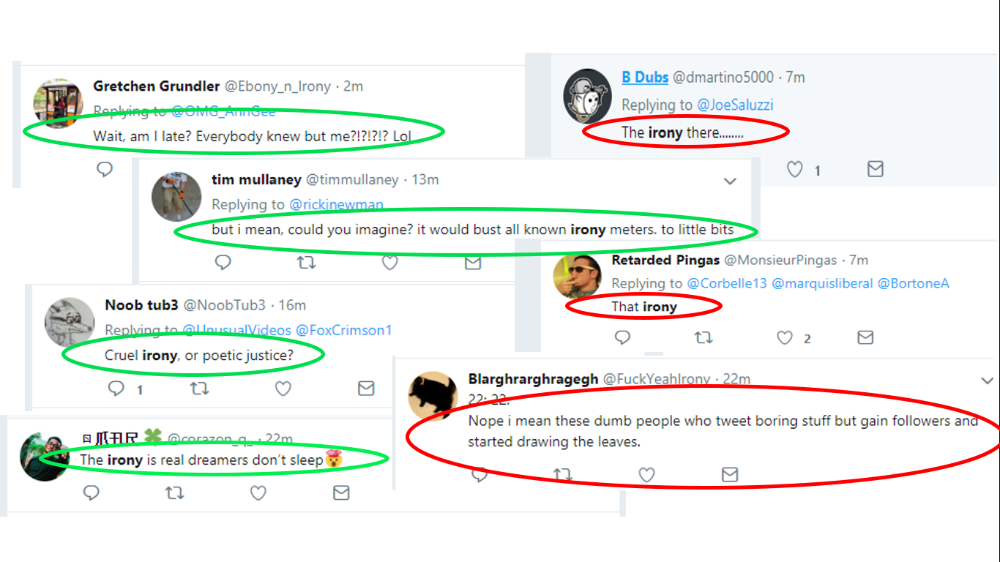 Gretchen Grundler @Ebony_n_Irony · 2m
Replying to @OMG_AnnGee
Wait, am I late? Everybody knew but me?!?!?!? Lol
B Dubs @dmartino5000 · 7m
Replying to @JoeSaluzzi
The irony there........
1
tim mullaney @timmullaney · 13m
Replying to @rickjnewman
but i mean, could you imagine? it would bust all known irony meters. to little bits
Retarded Pingas @MonsieurPingas · 7m
Replying to @Corbelle13 @marquisliberal @BortoneA
That irony
2
Noob tub3 @NoobTub3 · 16m
Replying to @UnusualVideos @FoxCrimson1
Cruel irony, or poetic justice?
1
Blarghrarghragegh @FuckYeahIrony · 22m
22: 22.
Nope i mean these dumb people who tweet boring stuff but gain followers and
started drawing the leaves.
@corazon_q_ · 22m
The irony is real dreamers don't sleep🤯